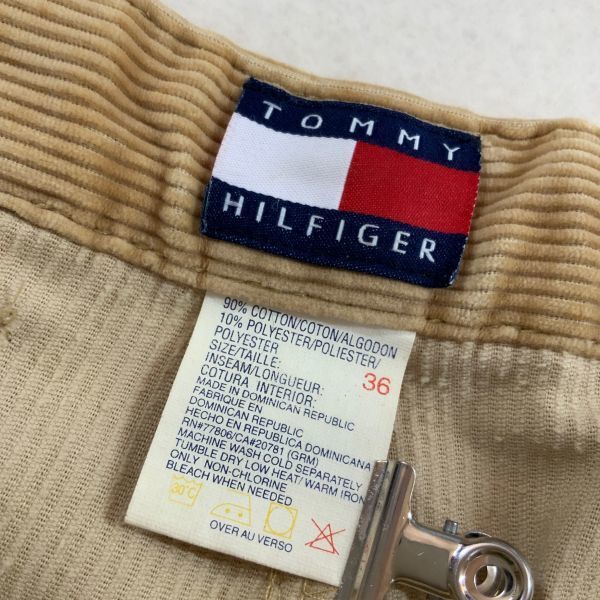 TOMMY
HILFIGER
90% COTTON/COTON/ALGODON
10% POLYESTER/POLIESTER/
POLYESTER
SIZE/TAILLE:
INSEAM/LONGUEUR: 36
COTURA INTERIOR:
MADE IN DOMINICAN REPUBLIC
FABRIQUE EN
DOMINICAN REPUBLIC
HECHO EN REPUBLICA DOMINICANA
RN#77806/CA#20781 (GRM)
MACHINE WASH COLD SEPARATELY
TUMBLE DRY LOW HEAT/ WARM IRON
ONLY NON-CHLORINE
BLEACH WHEN NEEDED
30°C
OVER AU VERSO